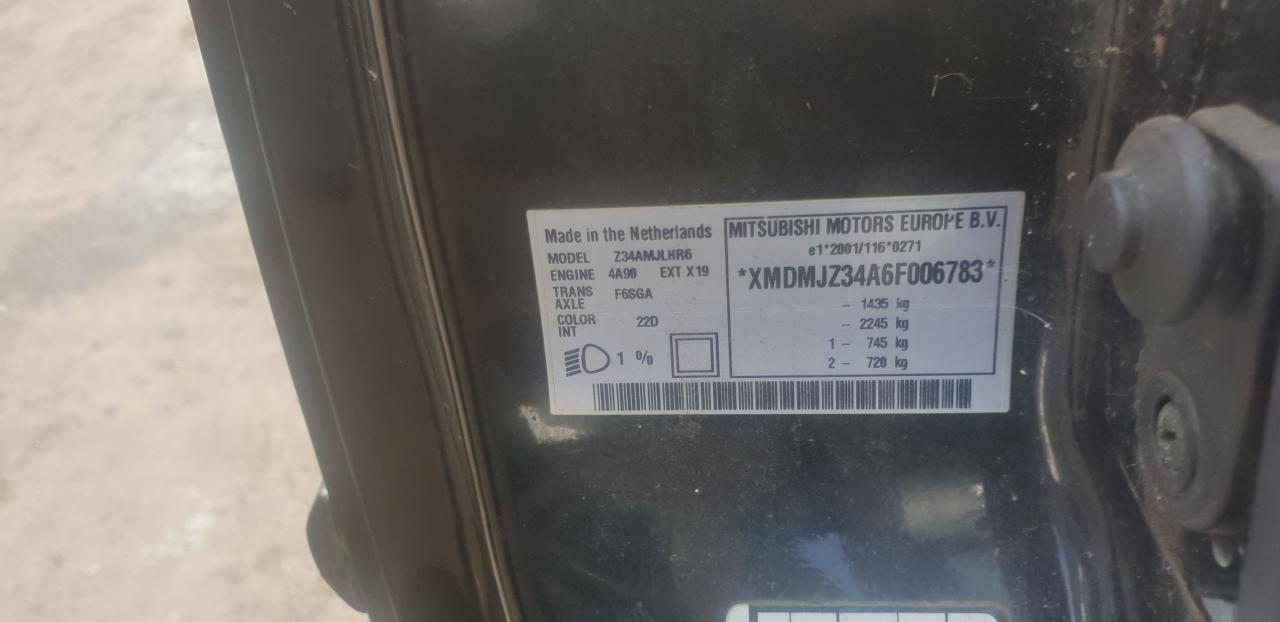 Made in the Netherlands
MODEL Z34AMJLHR6
ENGINE 4A90 EXT X19
TRANS
AXLE F6SGA
COLOR
INT 22D
1 %
MITSUBISHI MOTORS EUROPE B.V.
e1*2001/116*0271
*XMDMJZ34A6F006783*
– 1435 kg
– 2245 kg
1 – 745 kg
2 – 720 kg